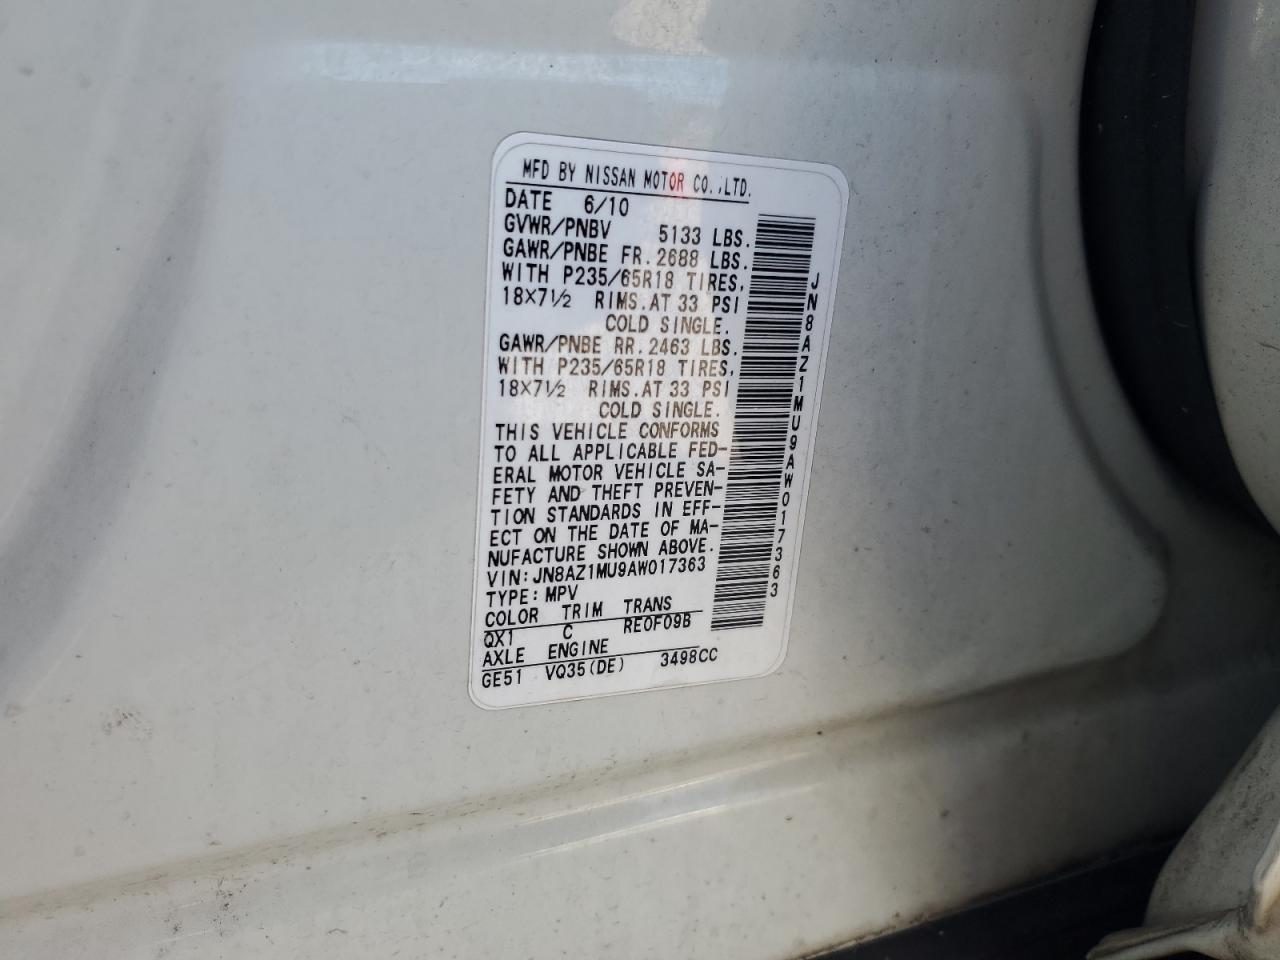 MFD BY NISSAN MOTOR CO.,LTD.
DATE 6/10
GVWR/PNBV 5133 LBS.
GAWR/PNBE FR. 2688 LBS.
WITH P235/65R18 TIRES,
18×7½ RIMS. AT 33 PSI
COLD SINGLE.
GAWR/PNBE RR. 2463 LBS.
WITH P235/65R18 TIRES,
18×7½ RIMS. AT 33 PSI
COLD SINGLE.
THIS VEHICLE CONFORMS
TO ALL APPLICABLE FED-
ERAL MOTOR VEHICLE SA-
FETY AND THEFT PREVEN-
TION STANDARDS IN EFF-
ECT ON THE DATE OF MA-
NUFACTURE SHOWN ABOVE.
VIN: JN8AZ1MU9AW017363
TYPE: MPV
COLOR TRIM TRANS
QX1 C RE0F09B
AXLE ENGINE
GE51 VQ35(DE) 3498CC
JN8AZ1MU9AW017363